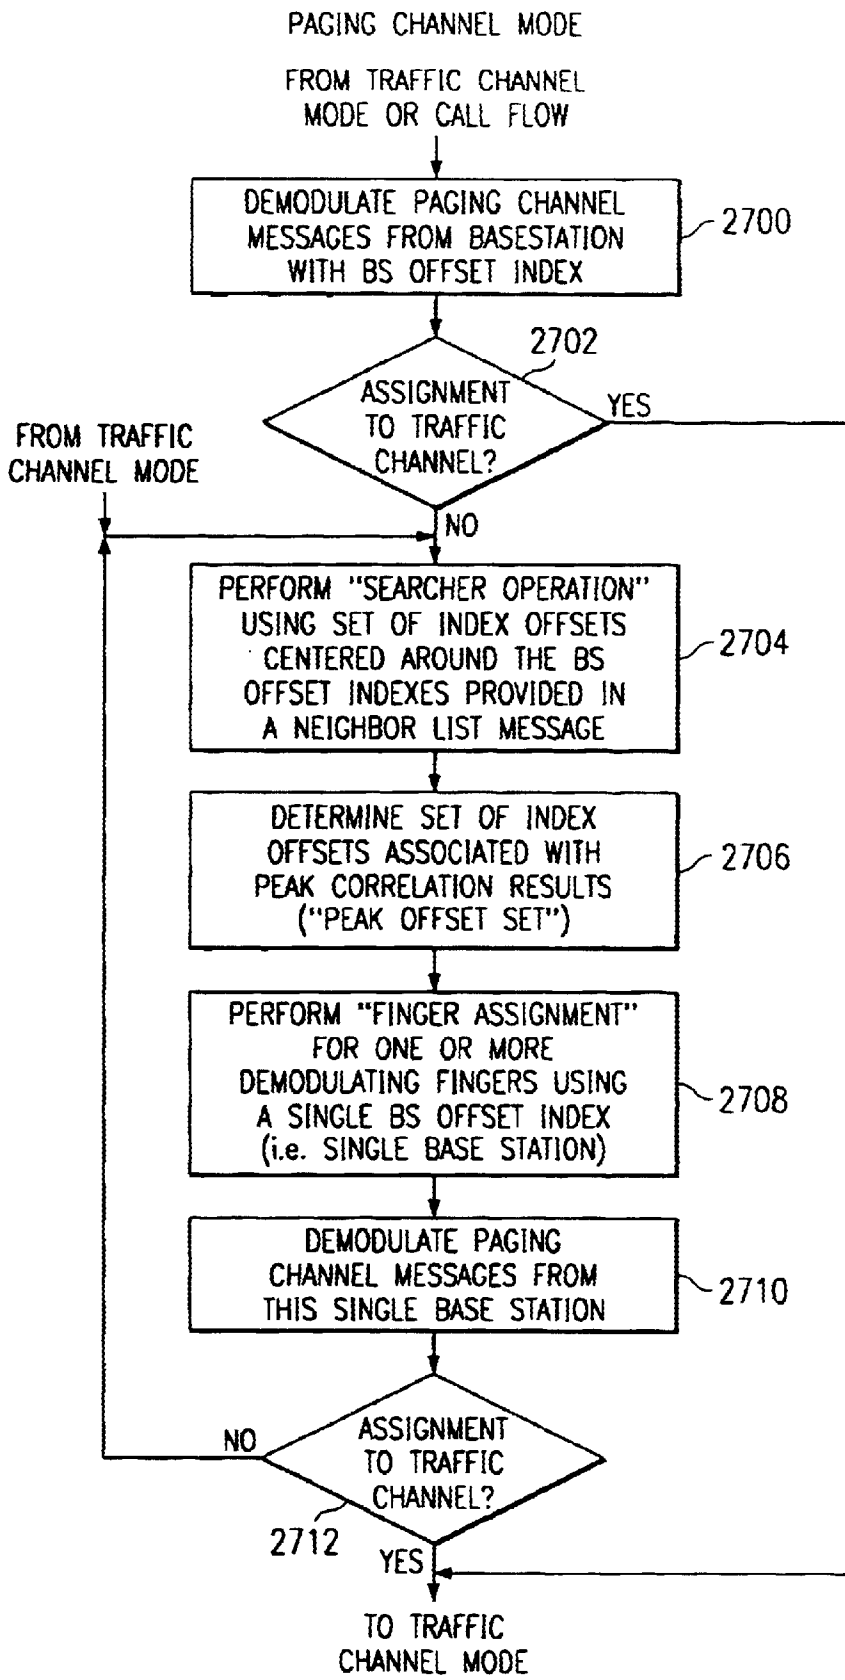 PAGING CHANNEL MODE
FROM TRAFFIC CHANNEL
MODE OR CALL FLOW
DEMODULATE PAGING CHANNEL
MESSAGES FROM BASESTATION
WITH BS OFFSET INDEX
2700
2702
ASSIGNMENT
TO TRAFFIC
CHANNEL?
YES
FROM TRAFFIC
CHANNEL MODE
NO
PERFORM "SEARCHER OPERATION"
USING SET OF INDEX OFFSETS
CENTERED AROUND THE BS
OFFSET INDEXES PROVIDED IN
A NEIGHBOR LIST MESSAGE
2704
DETERMINE SET OF INDEX
OFFSETS ASSOCIATED WITH
PEAK CORRELATION RESULTS
("PEAK OFFSET SET")
2706
PERFORM "FINGER ASSIGNMENT"
FOR ONE OR MORE
DEMODULATING FINGERS USING
A SINGLE BS OFFSET INDEX
(i.e. SINGLE BASE STATION)
2708
DEMODULATE PAGING
CHANNEL MESSAGES FROM
THIS SINGLE BASE STATION
2710
NO
ASSIGNMENT
TO TRAFFIC
CHANNEL?
2712
YES
TO TRAFFIC
CHANNEL MODE